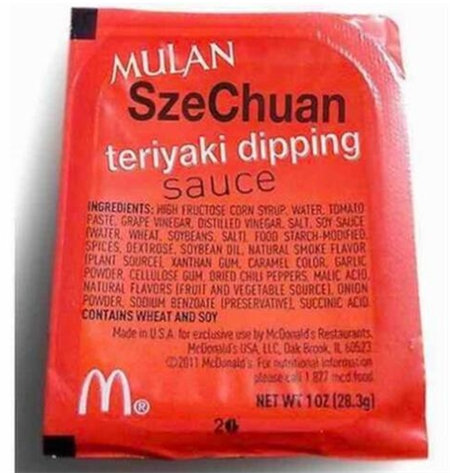 MULAN
SzeChuan
teriyaki dipping
sauce
INGREDIENTS: HIGH FRUCTOSE CORN SYRUP, WATER, TOMATO
PASTE, GRAPE VINEGAR, DISTILLED VINEGAR, SALT, SOY SAUCE
(WATER, WHEAT, SOYBEANS, SALT), FOOD STARCH-MODIFIED,
SPICES, DEXTROSE, SOYBEAN OIL, NATURAL SMOKE FLAVOR
(PLANT SOURCE), XANTHAN GUM, CARAMEL COLOR, GARLIC
POWDER, CELLULOSE GUM, DRIED CHILI PEPPERS, MALIC ACID,
NATURAL FLAVORS (FRUIT AND VEGETABLE SOURCE), ONION
POWDER, SODIUM BENZOATE (PRESERVATIVE), SUCCINIC ACID.
CONTAINS WHEAT AND SOY
Made in U.S.A. for exclusive use by McDonald's Restaurants.
McDonald's USA, LLC, Oak Brook, IL 60523
©2011 McDonald's. For nutritional information
please call 1 877 mcd.food
M®
NET WT 1 OZ (28.3g)